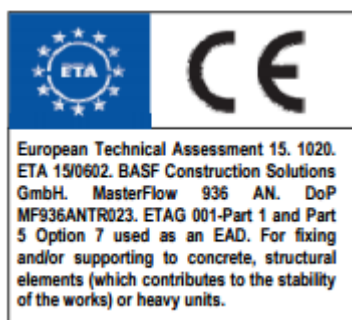 ETA
CE
European Technical Assessment 15. 1020.
ETA 15/0602. BASF Construction Solutions
GmbH. MasterFlow 936 AN. DoP
MF936ANTR023. ETAG 001-Part 1 and Part
5 Option 7 used as an EAD. For fixing
and/or supporting to concrete, structural
elements (which contributes to the stability
of the works) or heavy units.